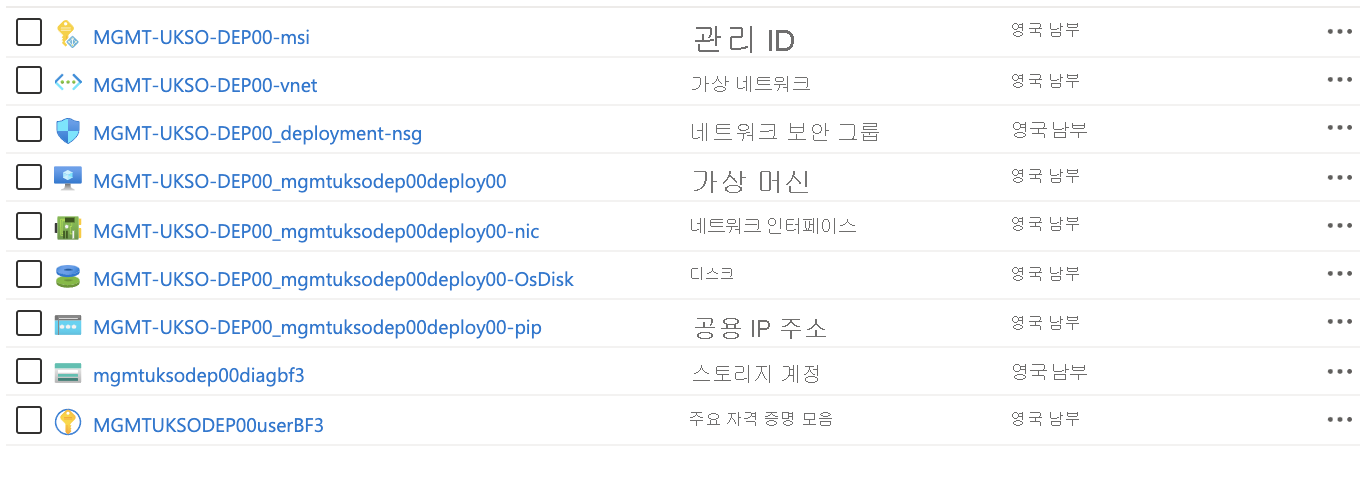 MGMT-UKSO-DEP00-msi 관리 ID 영국 남부
MGMT-UKSO-DEP00-vnet 가상 네트워크 영국 남부
MGMT-UKSO-DEP00_deployment-nsg 네트워크 보안 그룹 영국 남부
MGMT-UKSO-DEP00_mgmtuksodep00deploy00 가상 머신 영국 남부
MGMT-UKSO-DEP00_mgmtuksodep00deploy00-nic 네트워크 인터페이스 영국 남부
MGMT-UKSO-DEP00_mgmtuksodep00deploy00-OsDisk 디스크 영국 남부
MGMT-UKSO-DEP00_mgmtuksodep00deploy00-pip 공용 IP 주소 영국 남부
mgmtuksodep00diagbf3 스토리지 계정 영국 남부
MGMTUKSODEP00userBF3 주요 자격 증명 모음 영국 남부